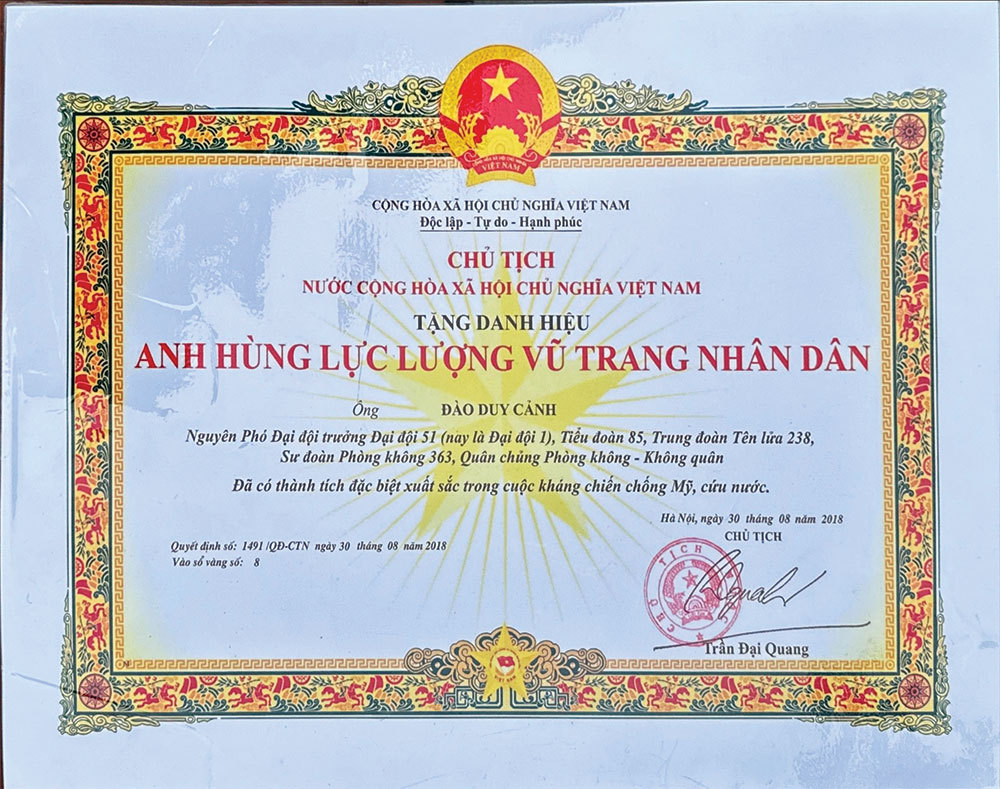 CỘNG HÒA XÃ HỘI CHỦ NGHĨA VIỆT NAM
Độc lập - Tự do - Hạnh phúc
CHỦ TỊCH
NƯỚC CỘNG HÒA XÃ HỘI CHỦ NGHĨA VIỆT NAM
TẶNG DANH HIỆU
ANH HÙNG LỰC LƯỢNG VŨ TRANG NHÂN DÂN
Ông ĐÀO DUY CẢNH
Nguyên Phó Đại đội trưởng Đại đội 51 (nay là Đại đội 1), Tiểu đoàn 85, Trung đoàn Tên lửa 238,
Sư đoàn Phòng không 363, Quân chủng Phòng không - Không quân
Đã có thành tích đặc biệt xuất sắc trong cuộc kháng chiến chống Mỹ, cứu nước.
Hà Nội, ngày 30 tháng 08 năm 2018
CHỦ TỊCH
Quyết định số: 1491 /QĐ-CTN ngày 30 tháng 08 năm 2018
Vào sổ vàng số: 8
CHỦ TỊCH
Trần Đại Quang
VIỆT NAM